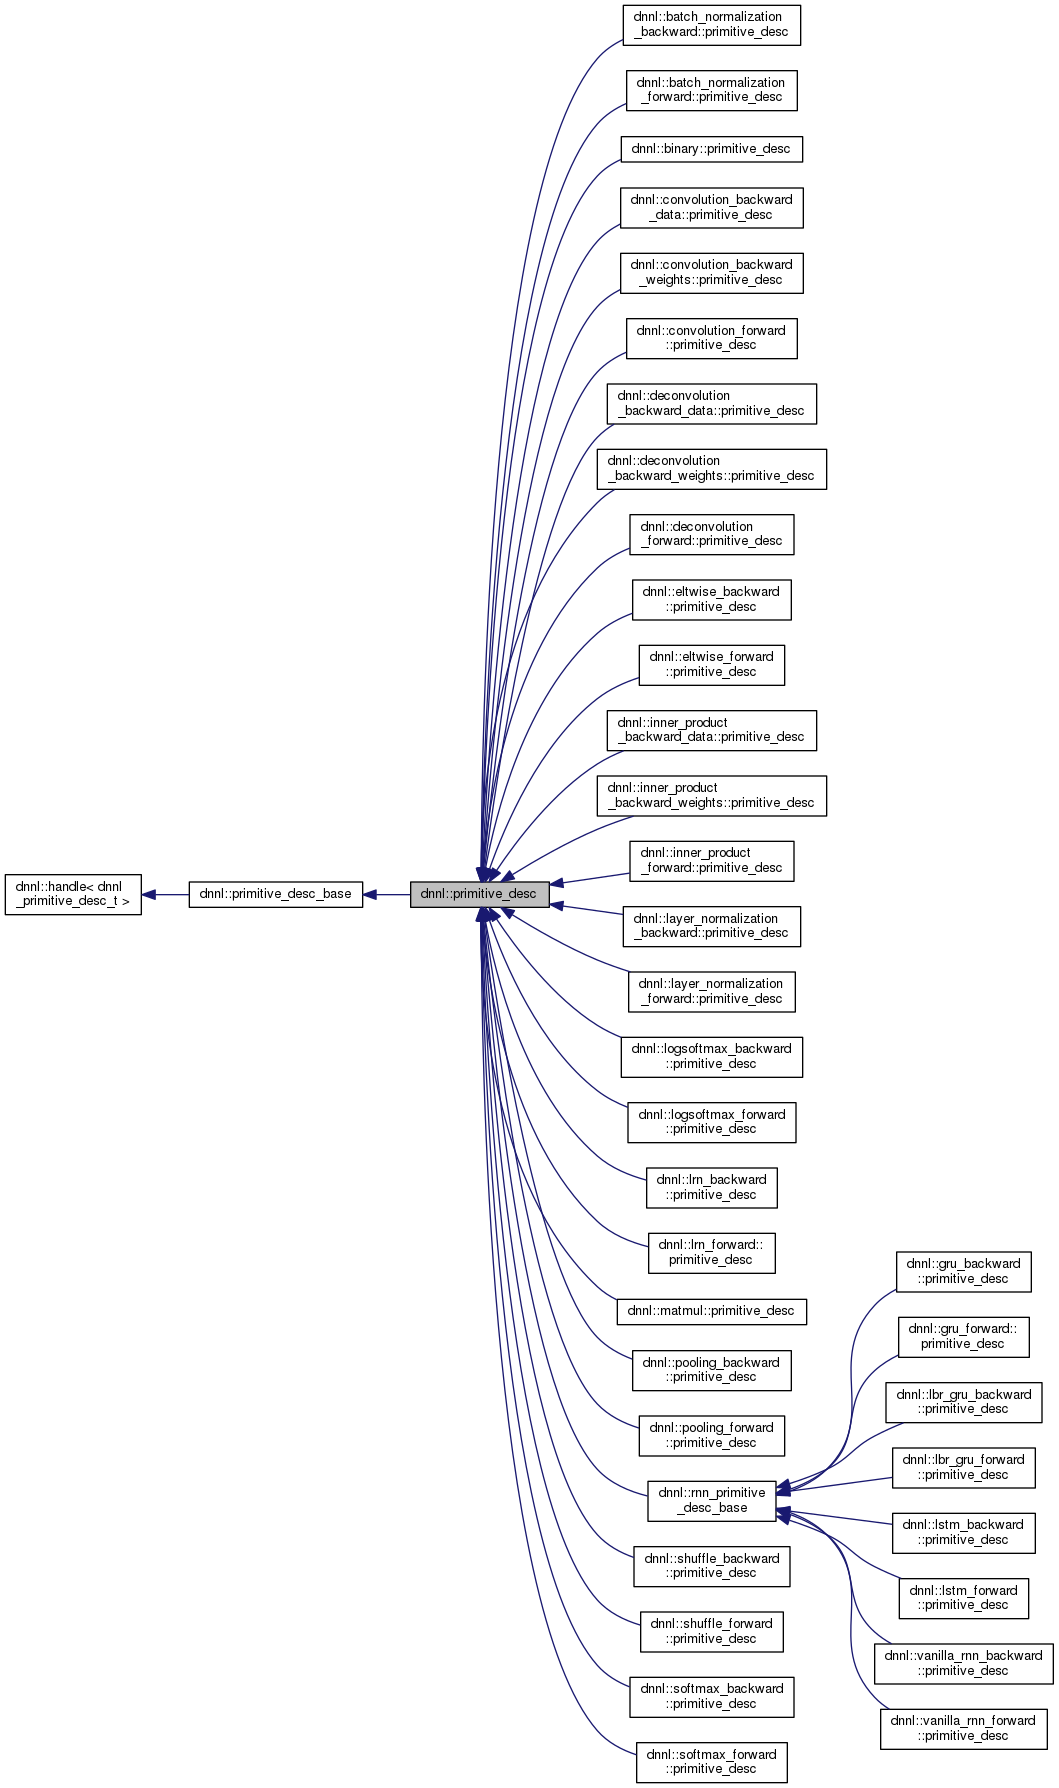 dnnl::handle< dnnl
_primitive_desc_t >
dnnl::primitive_desc_base
dnnl::primitive_desc
dnnl::batch_normalization
_backward::primitive_desc
dnnl::batch_normalization
_forward::primitive_desc
dnnl::binary::primitive_desc
dnnl::convolution_backward
_data::primitive_desc
dnnl::convolution_backward
_weights::primitive_desc
dnnl::convolution_forward
::primitive_desc
dnnl::deconvolution
_backward_data::primitive_desc
dnnl::deconvolution
_backward_weights::primitive_desc
dnnl::deconvolution
_forward::primitive_desc
dnnl::eltwise_backward
::primitive_desc
dnnl::eltwise_forward
::primitive_desc
dnnl::inner_product
_backward_data::primitive_desc
dnnl::inner_product
_backward_weights::primitive_desc
dnnl::inner_product
_forward::primitive_desc
dnnl::layer_normalization
_backward::primitive_desc
dnnl::layer_normalization
_forward::primitive_desc
dnnl::logsoftmax_backward
::primitive_desc
dnnl::logsoftmax_forward
::primitive_desc
dnnl::lrn_backward
::primitive_desc
dnnl::lrn_forward::
primitive_desc
dnnl::matmul::primitive_desc
dnnl::pooling_backward
::primitive_desc
dnnl::pooling_forward
::primitive_desc
dnnl::rnn_primitive
_desc_base
dnnl::shuffle_backward
::primitive_desc
dnnl::shuffle_forward
::primitive_desc
dnnl::softmax_backward
::primitive_desc
dnnl::softmax_forward
::primitive_desc
dnnl::gru_backward
::primitive_desc
dnnl::gru_forward::
primitive_desc
dnnl::lbr_gru_backward
::primitive_desc
dnnl::lbr_gru_forward
::primitive_desc
dnnl::lstm_backward
::primitive_desc
dnnl::lstm_forward
::primitive_desc
dnnl::vanilla_rnn_backward
::primitive_desc
dnnl::vanilla_rnn_forward
::primitive_desc